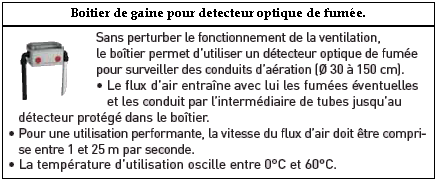 Boitier de gaine pour detecteur optique de fumée.
Sans perturber le fonctionnement de la ventilation,
le boîtier permet d'utiliser un détecteur optique de fumée
pour surveiller des conduits d'aération (Ø 30 à 150 cm).
• Le flux d'air entraîne avec lui les fumées éventuelles
et les conduit par l'intermédiaire de tubes jusqu'au
détecteur protégé dans le boîtier.
• Pour une utilisation performante, la vitesse du flux d'air doit être compri-
se entre 1 et 25 m par seconde.
• La température d'utilisation oscille entre 0°C et 60°C.